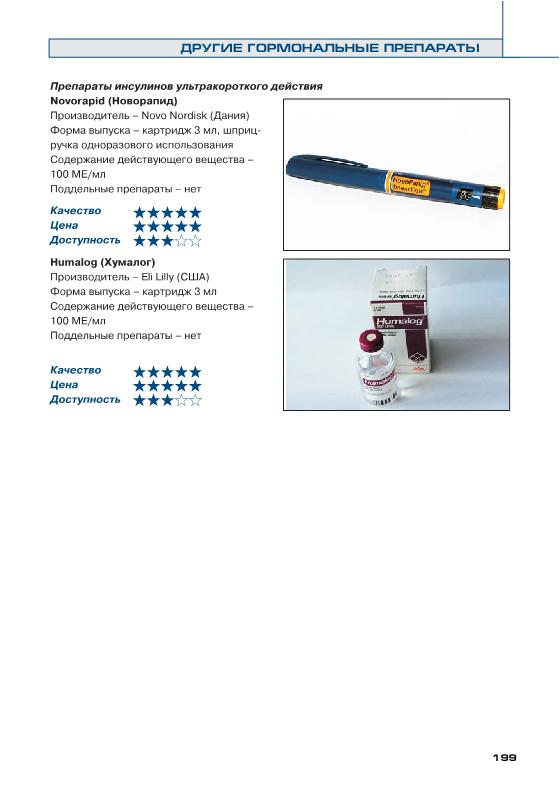 ДРУГИЕ ГОРМОНАЛЬНЫЕ ПРЕПАРАТЫ
Препараты инсулинов ультракороткого действия
Novorapid (Новорапид)
Производитель – Novo Nordisk (Дания)
Форма выпуска – картридж 3 мл, шприц-
ручка одноразового использования
Содержание действующего вещества –
100 МЕ/мл
Поддельные препараты – нет
Качество ★★★★★
Цена ★★★★★
Доступность ★★★☆☆
НовоРапид
ФлексПен
Humalog (Хумалог)
Производитель – Eli Lilly (США)
Форма выпуска – картридж 3 мл
Содержание действующего вещества –
100 МЕ/мл
Поддельные препараты – нет
Качество ★★★★★
Цена ★★★★★
Доступность ★★★☆☆
Humalog
Humalog
Humalog
199